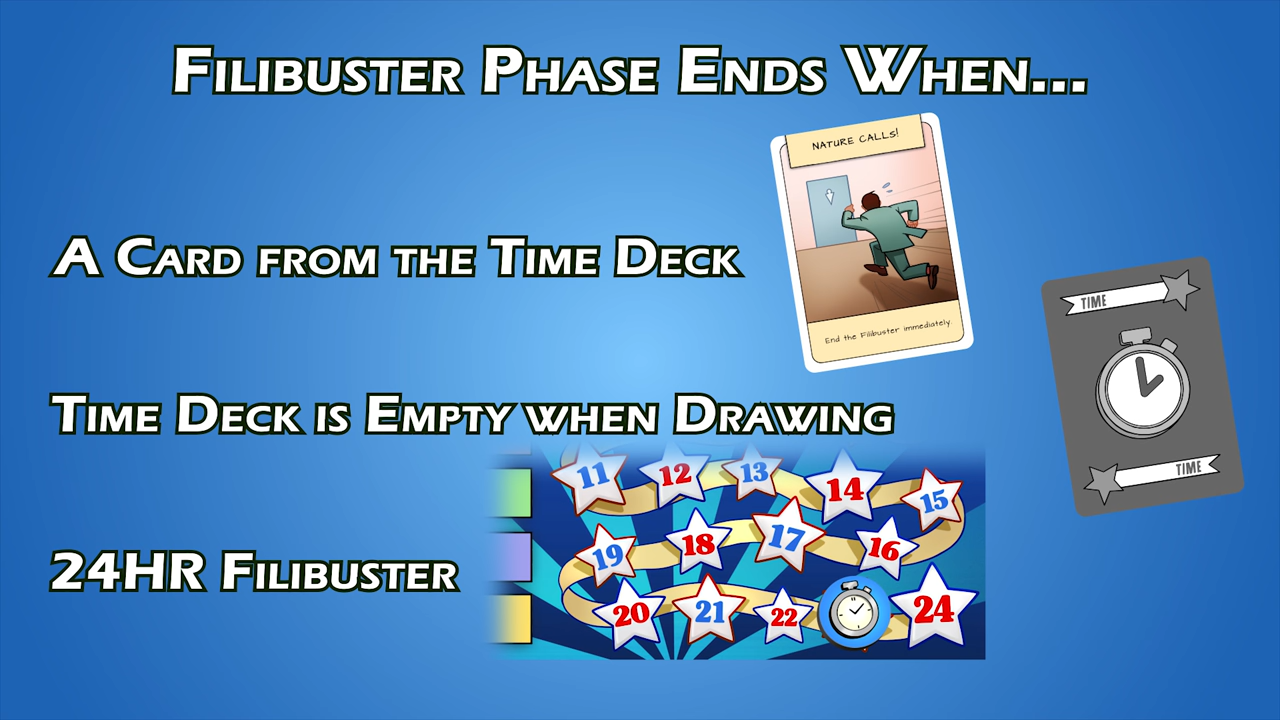 FILIBUSTER PHASE ENDS WHEN...
NATURE CALLS!
A CARD FROM THE TIME DECK
End the Filibuster immediately.
TIME
TIME
TIME DECK IS EMPTY WHEN DRAWING
11 12 13 14 15
19 18 17 16
24HR FILIBUSTER
20 21 22 24